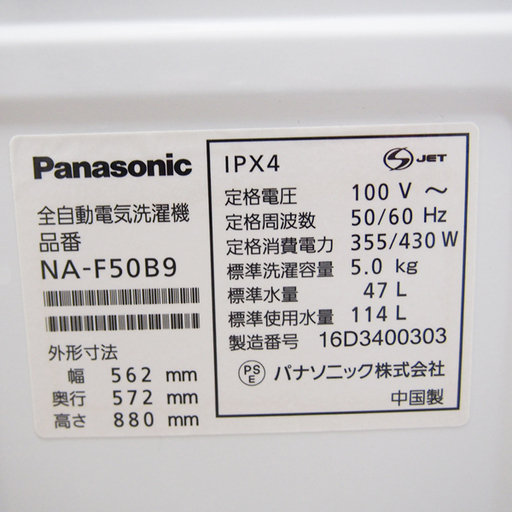 Panasonic
全自動電気洗濯機
品番
NA-F50B9
外形寸法
幅 562 mm
奥行 572 mm
高さ 880 mm
IPX4
S JET
定格電圧 100 V ～
定格周波数 50/60 Hz
定格消費電力 355/430 W
標準洗濯容量 5.0 kg
標準水量 47 L
標準使用水量 114 L
製造番号 16D3400303
PS E パナソニック株式会社
中国製